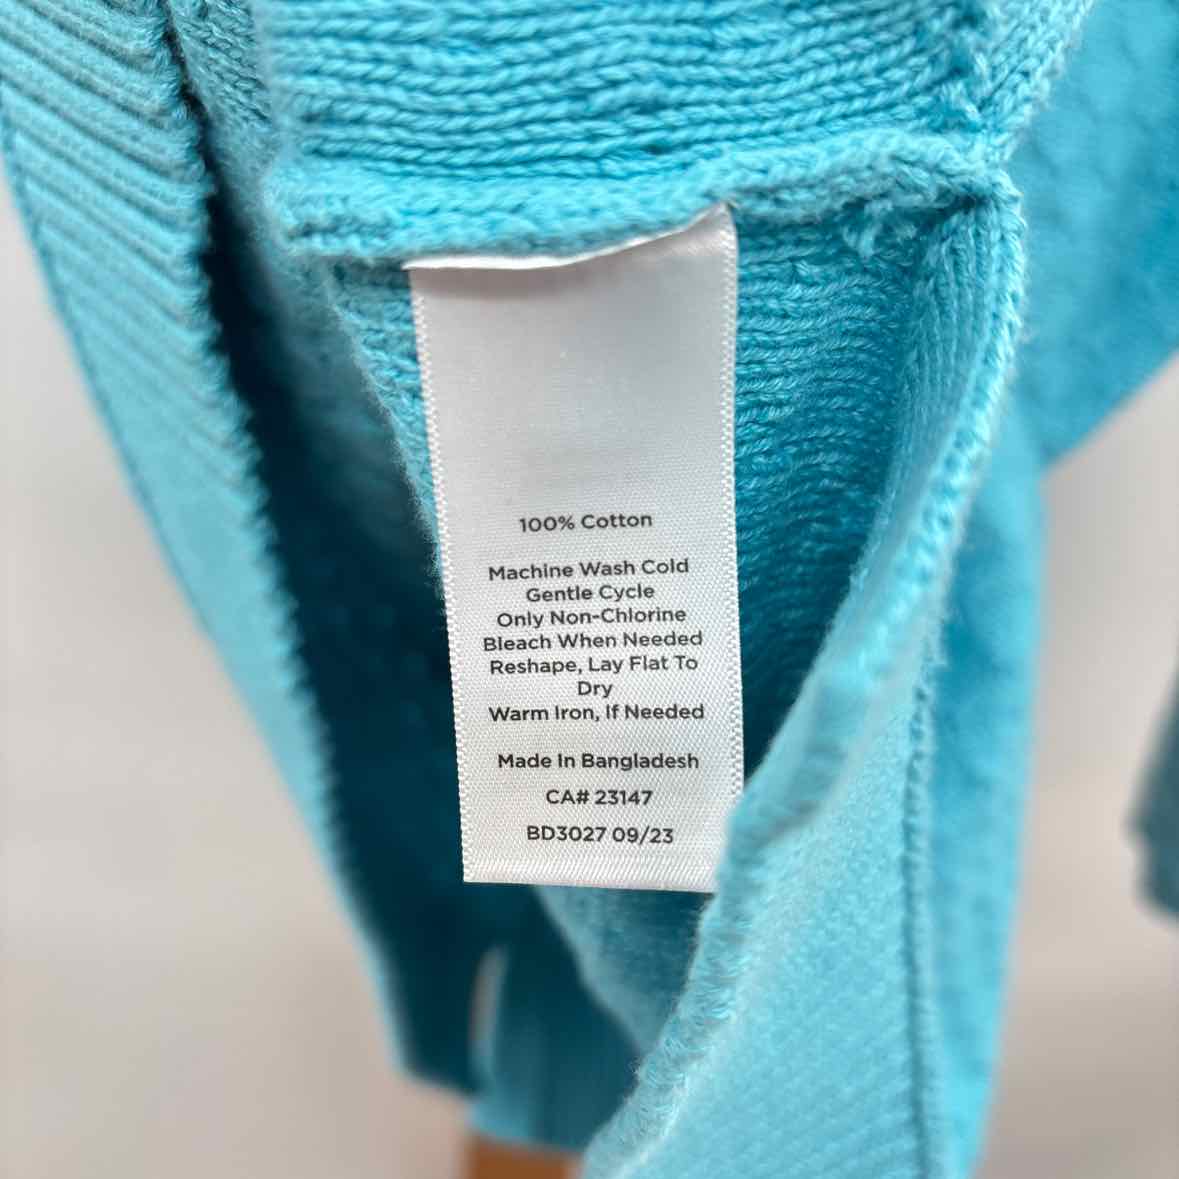 100% Cotton
Machine Wash Cold
Gentle Cycle
Only Non-Chlorine
Bleach When Needed
Reshape, Lay Flat To
Dry
Warm Iron, If Needed
Made In Bangladesh
CA# 23147
BD3027 09/23